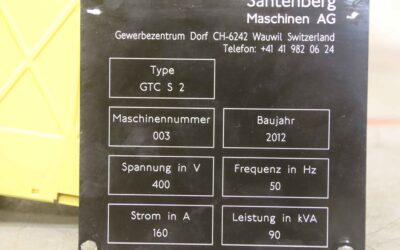 Santenberg
Maschinen AG
Gewerbezentrum Dorf CH-6242 Wauwil Switzerland
Telefon: +41 41 982 06 24
Type
GTC S 2
Maschinennummer
003
Baujahr
2012
Spannung in V
400
Frequenz in Hz
50
Strom in A
160
Leistung in kVA
90